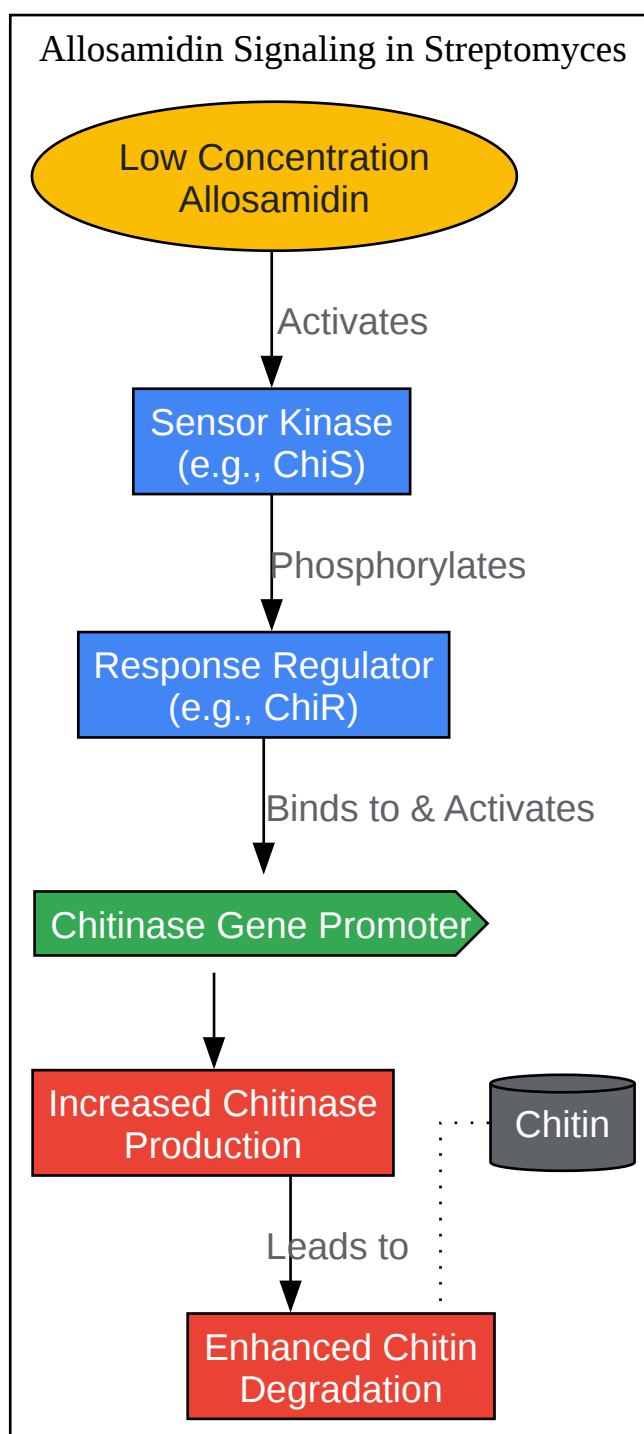 Allosamidin Signaling in Streptomyces
Low Concentration
Allosamidin
Activates
Sensor Kinase
(e.g., ChiS)
Phosphorylates
Response Regulator
(e.g., ChiR)
Binds to & Activates
Chitinase Gene Promoter
Increased Chitinase
Production
Chitin
Leads to
Enhanced Chitin
Degradation